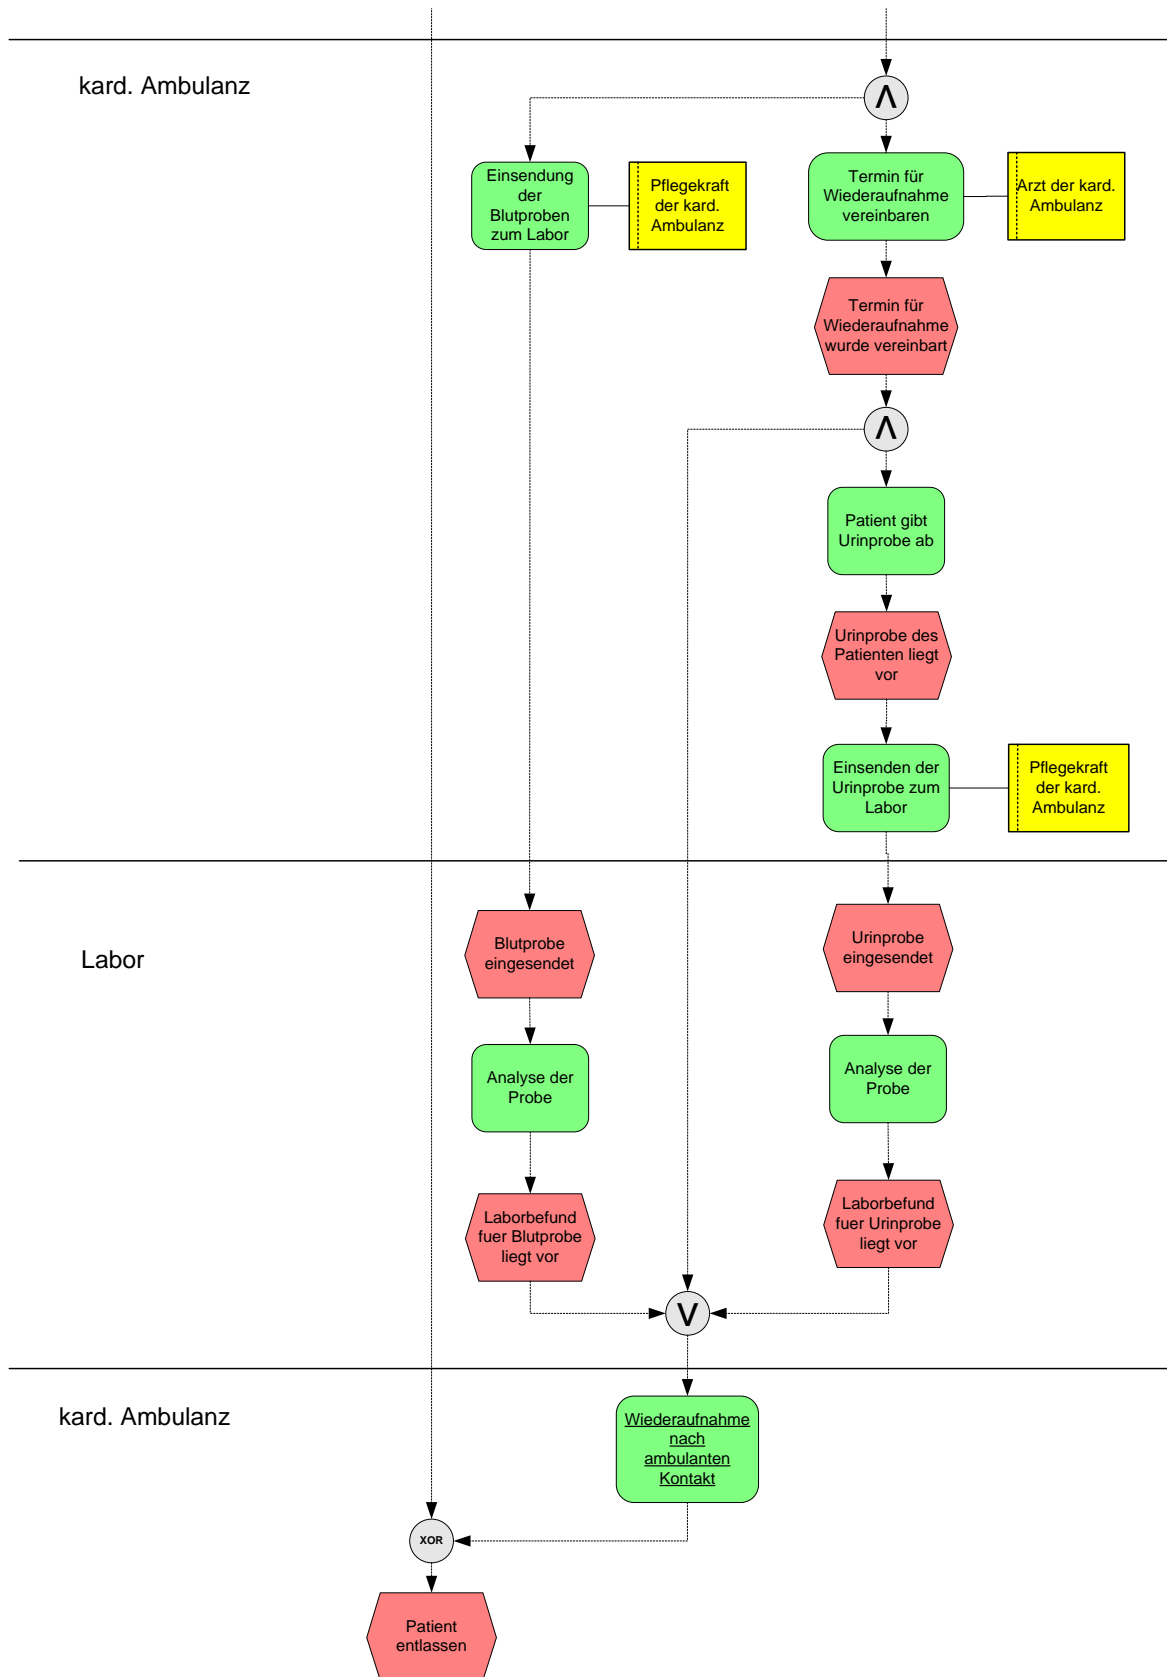 kard. Ambulanz
Λ
Einsendung
der
Blutproben
zum Labor
Pflegekraft
der kard.
Ambulanz
Termin für
Wiederaufnahme
vereinbaren
Arzt der kard.
Ambulanz
Termin für
Wiederaufnahme
wurde vereinbart
Λ
Patient gibt
Urinprobe ab
Urinprobe des
Patienten liegt
vor
Einsenden der
Urinprobe zum
Labor
Pflegekraft
der kard.
Ambulanz
Labor
Blutprobe
eingesendet
Urinprobe
eingesendet
Analyse der
Probe
Analyse der
Probe
Laborbefund
fuer Blutprobe
liegt vor
Laborbefund
fuer Urinprobe
liegt vor
V
kard. Ambulanz
Wiederaufnahme
nach
ambulanten
Kontakt
XOR
Patient
entlassen